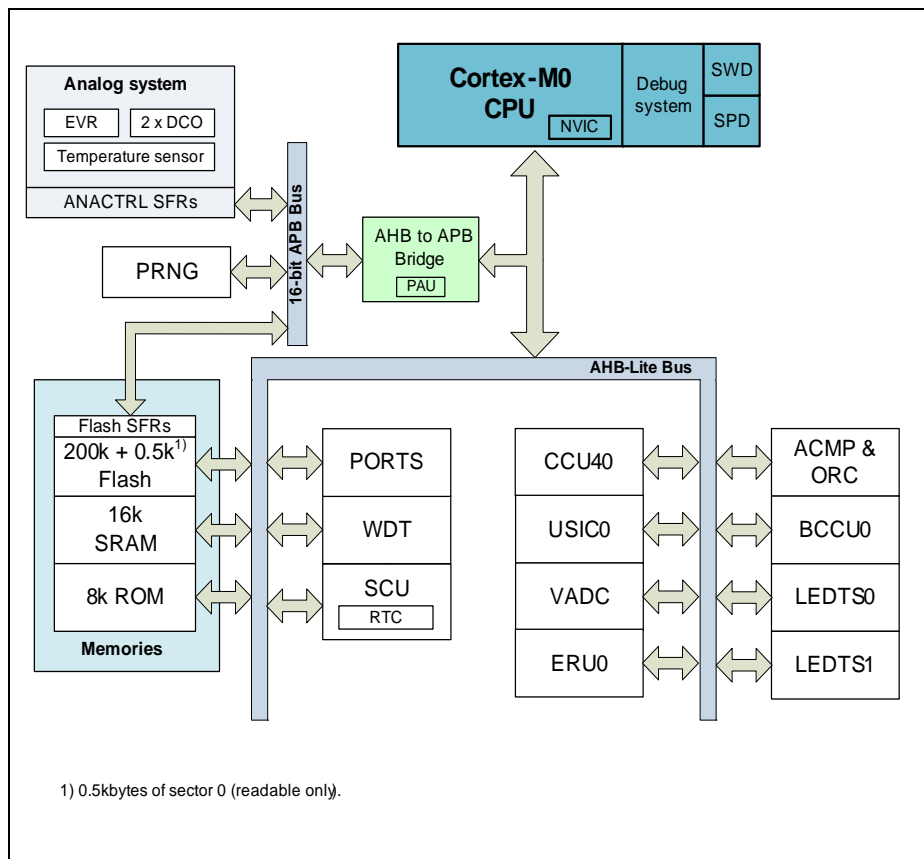 Cortex-M0
CPU
NVIC
Debug
system
SWD
SPD
Analog system
EVR
2 x DCO
Temperature sensor
ANACTRL SFRs
16-bit APB Bus
AHB to APB
Bridge
PAU
PRNG
AHB-Lite Bus
Flash SFRs
200k + 0.5k1)
Flash
16k
SRAM
8k ROM
Memories
PORTS
WDT
SCU
RTC
CCU40
USIC0
VADC
ERU0
ACMP &
ORC
BCCU0
LEDTS0
LEDTS1
1) 0.5kbytes of sector 0 (readable only).